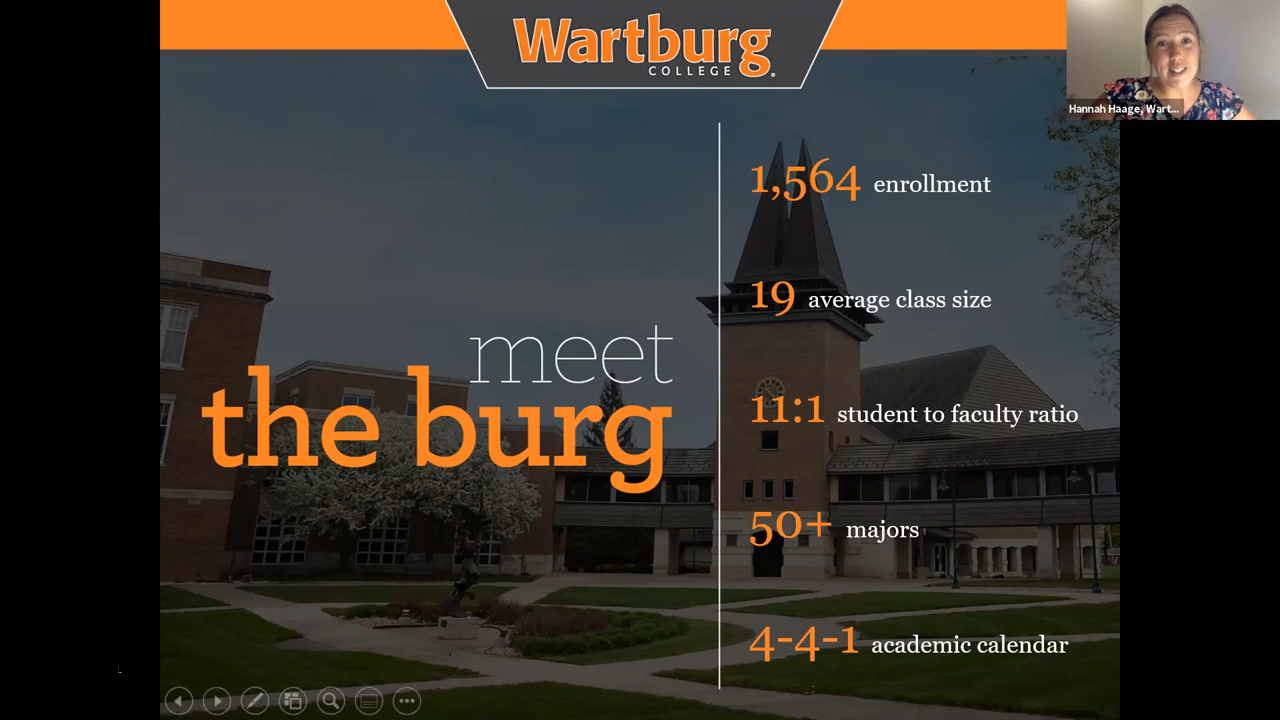 Wartburg
COLLEGE
Hannah Haage, Wart...
meet
the burg
1,564 enrollment
19 average class size
11:1 student to faculty ratio
50+ majors
4-4-1 academic calendar